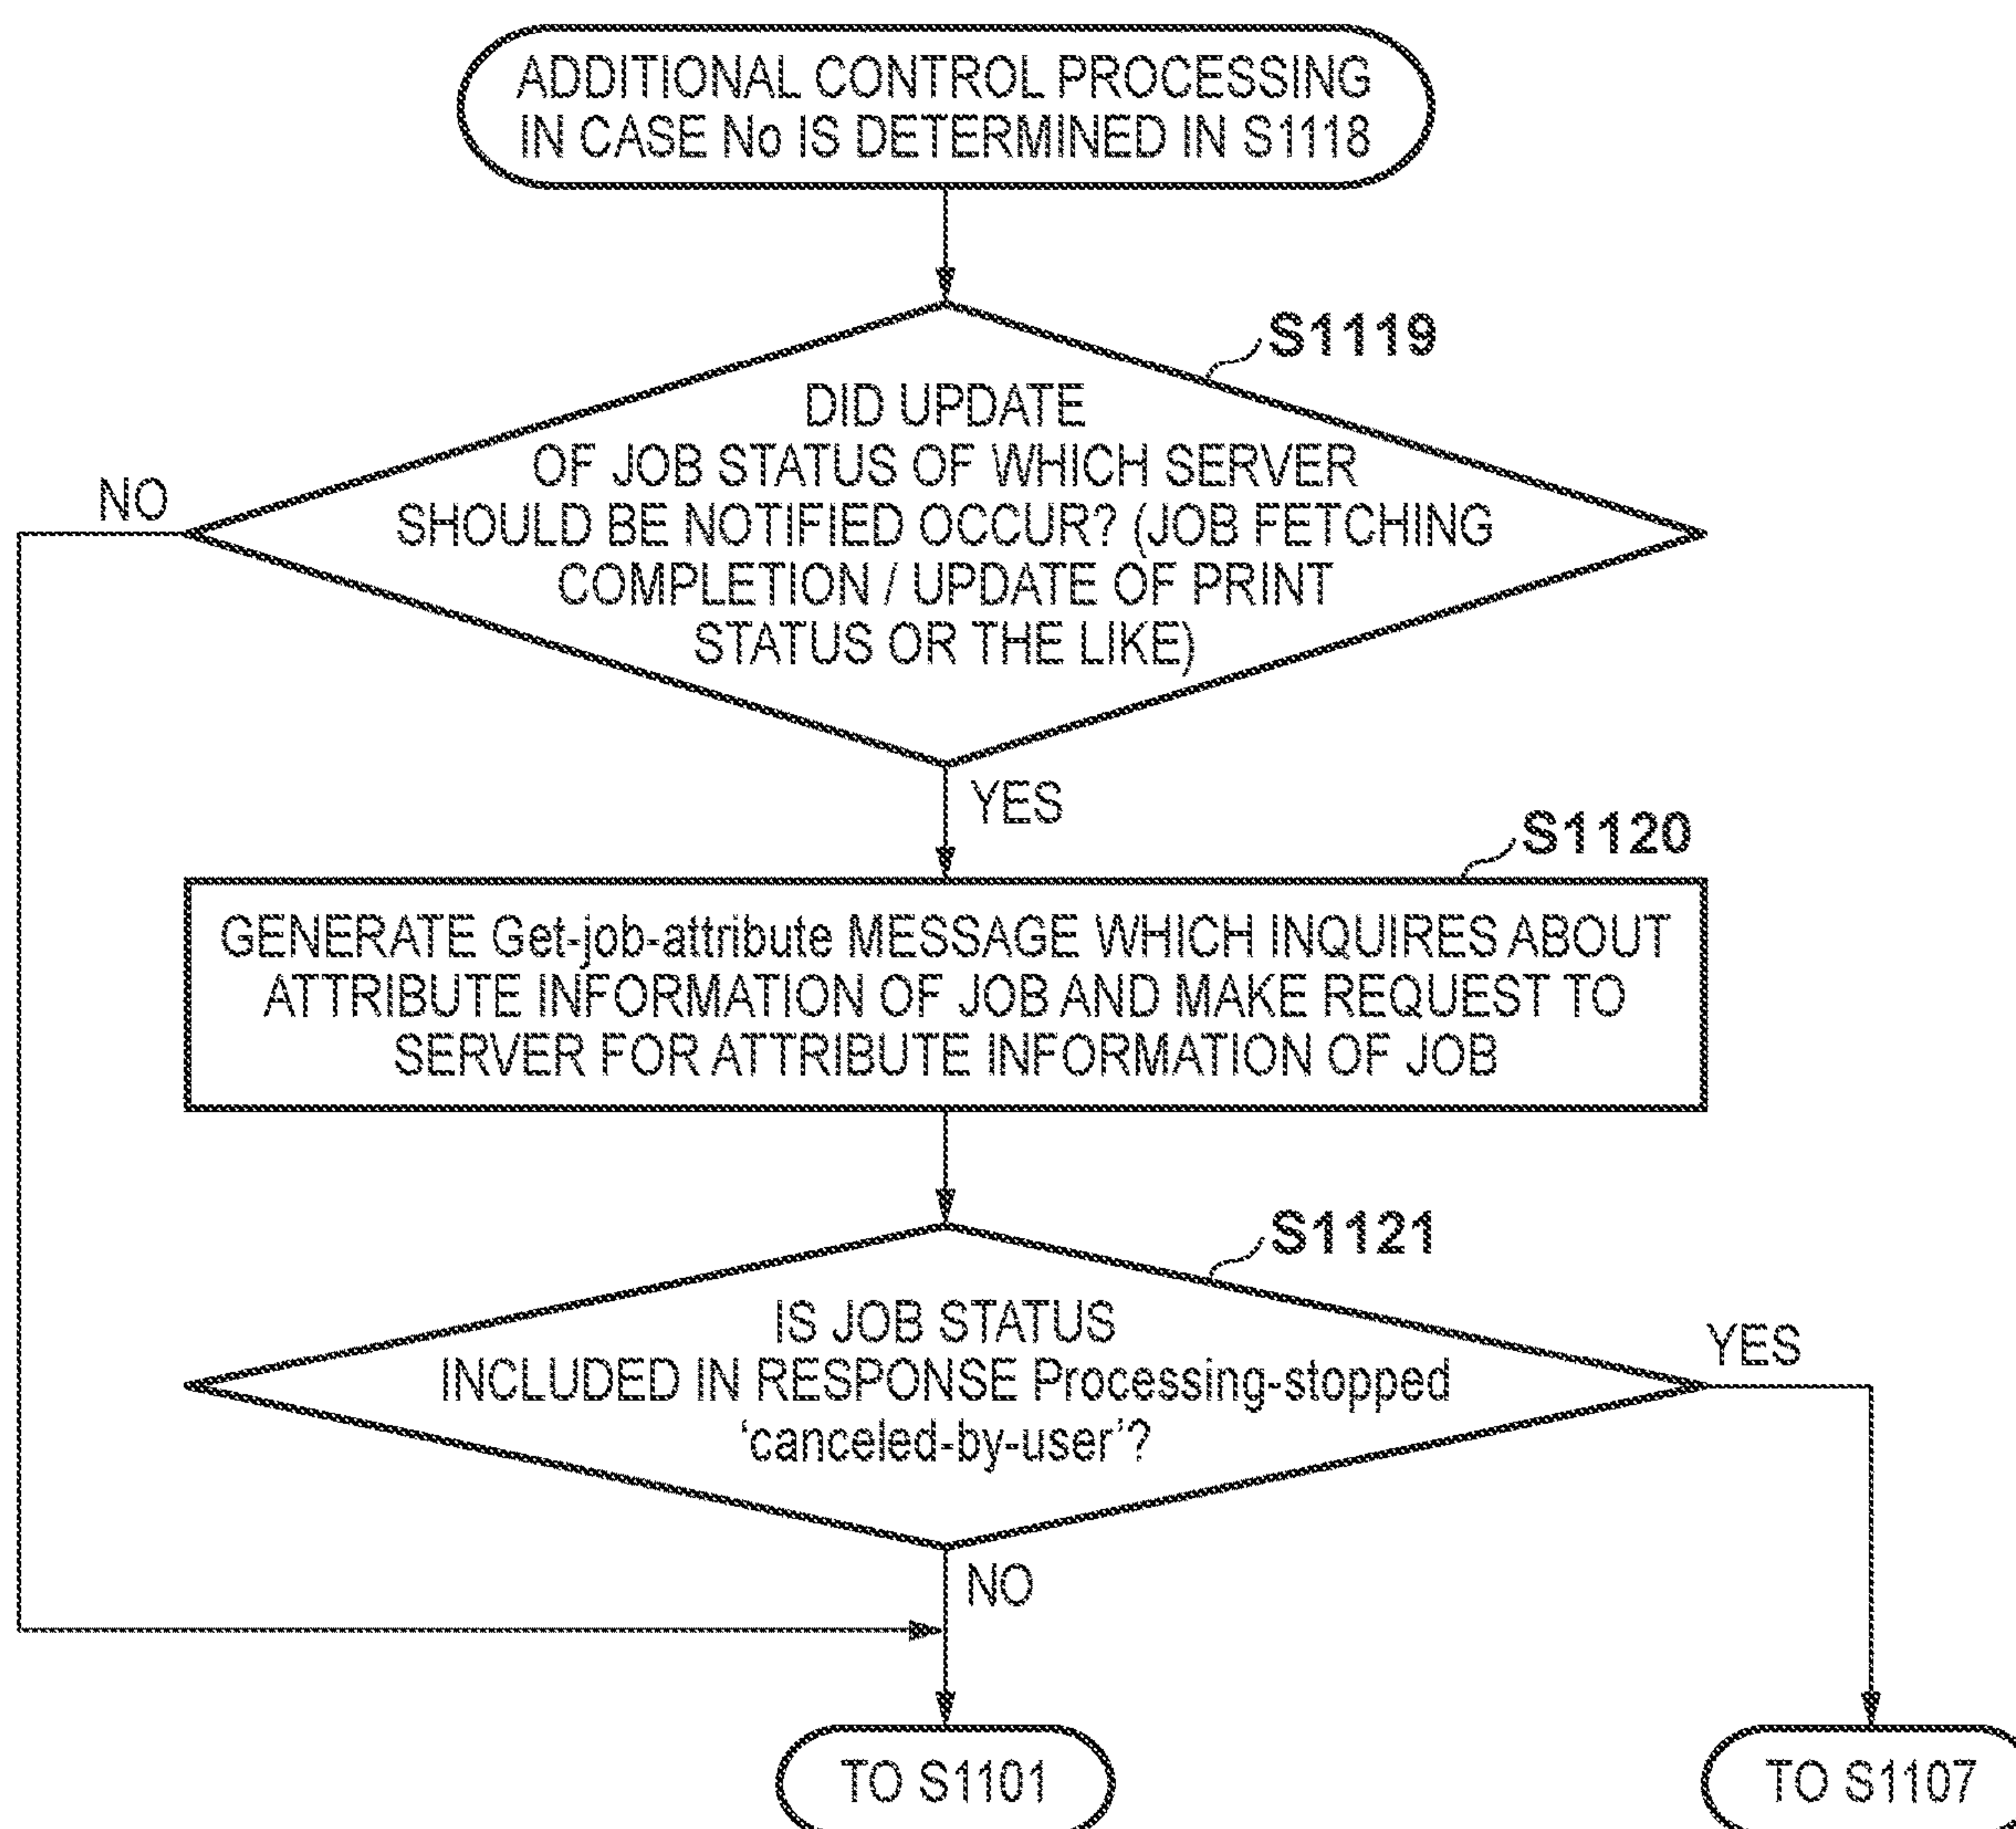 ADDITIONAL CONTROL PROCESSING
IN CASE No IS DETERMINED IN S1118
S1119
DID UPDATE
OF JOB STATUS OF WHICH SERVER
SHOULD BE NOTIFIED OCCUR? (JOB FETCHING
COMPLETION / UPDATE OF PRINT
STATUS OR THE LIKE)
NO
YES
S1120
GENERATE Get-job-attribute MESSAGE WHICH INQUIRES ABOUT
ATTRIBUTE INFORMATION OF JOB AND MAKE REQUEST TO
SERVER FOR ATTRIBUTE INFORMATION OF JOB
S1121
IS JOB STATUS
INCLUDED IN RESPONSE Processing-stopped
‘canceled-by-user’?
YES
NO
TO S1101
TO S1107